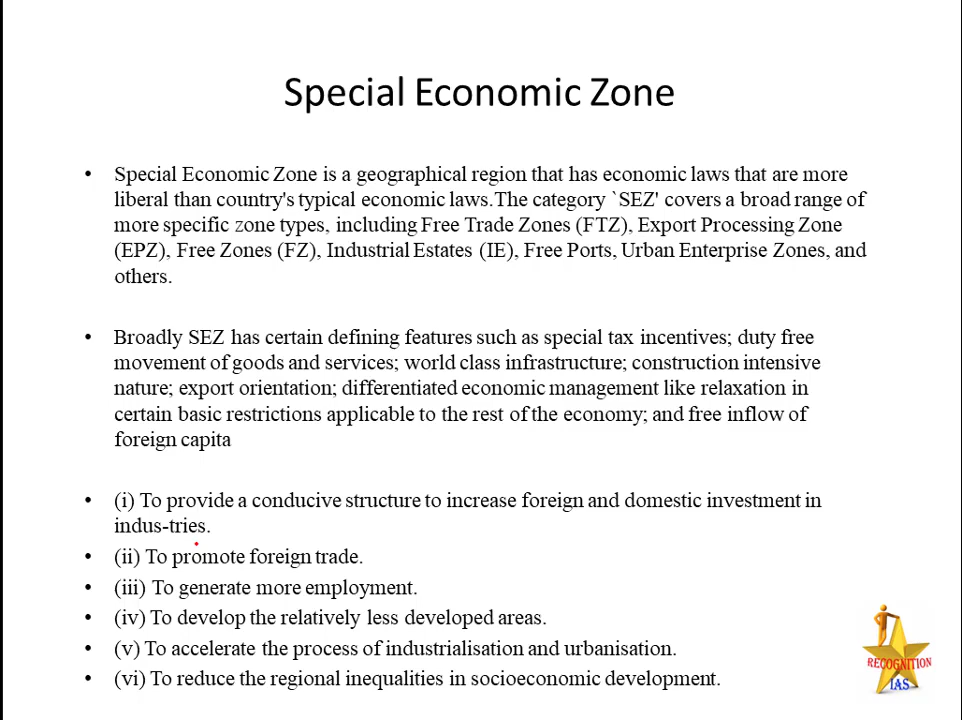 Special Economic Zone
• Special Economic Zone is a geographical region that has economic laws that are more
liberal than country's typical economic laws.The category `SEZ' covers a broad range of
more specific zone types, including Free Trade Zones (FTZ), Export Processing Zone
(EPZ), Free Zones (FZ), Industrial Estates (IE), Free Ports, Urban Enterprise Zones, and
others.
• Broadly SEZ has certain defining features such as special tax incentives; duty free
movement of goods and services; world class infrastructure; construction intensive
nature; export orientation; differentiated economic management like relaxation in
certain basic restrictions applicable to the rest of the economy; and free inflow of
foreign capita
• (i) To provide a conducive structure to increase foreign and domestic investment in
indus-tries.
• (ii) To promote foreign trade.
• (iii) To generate more employment.
• (iv) To develop the relatively less developed areas.
• (v) To accelerate the process of industrialisation and urbanisation.
• (vi) To reduce the regional inequalities in socioeconomic development.
RECOGNITION
IAS